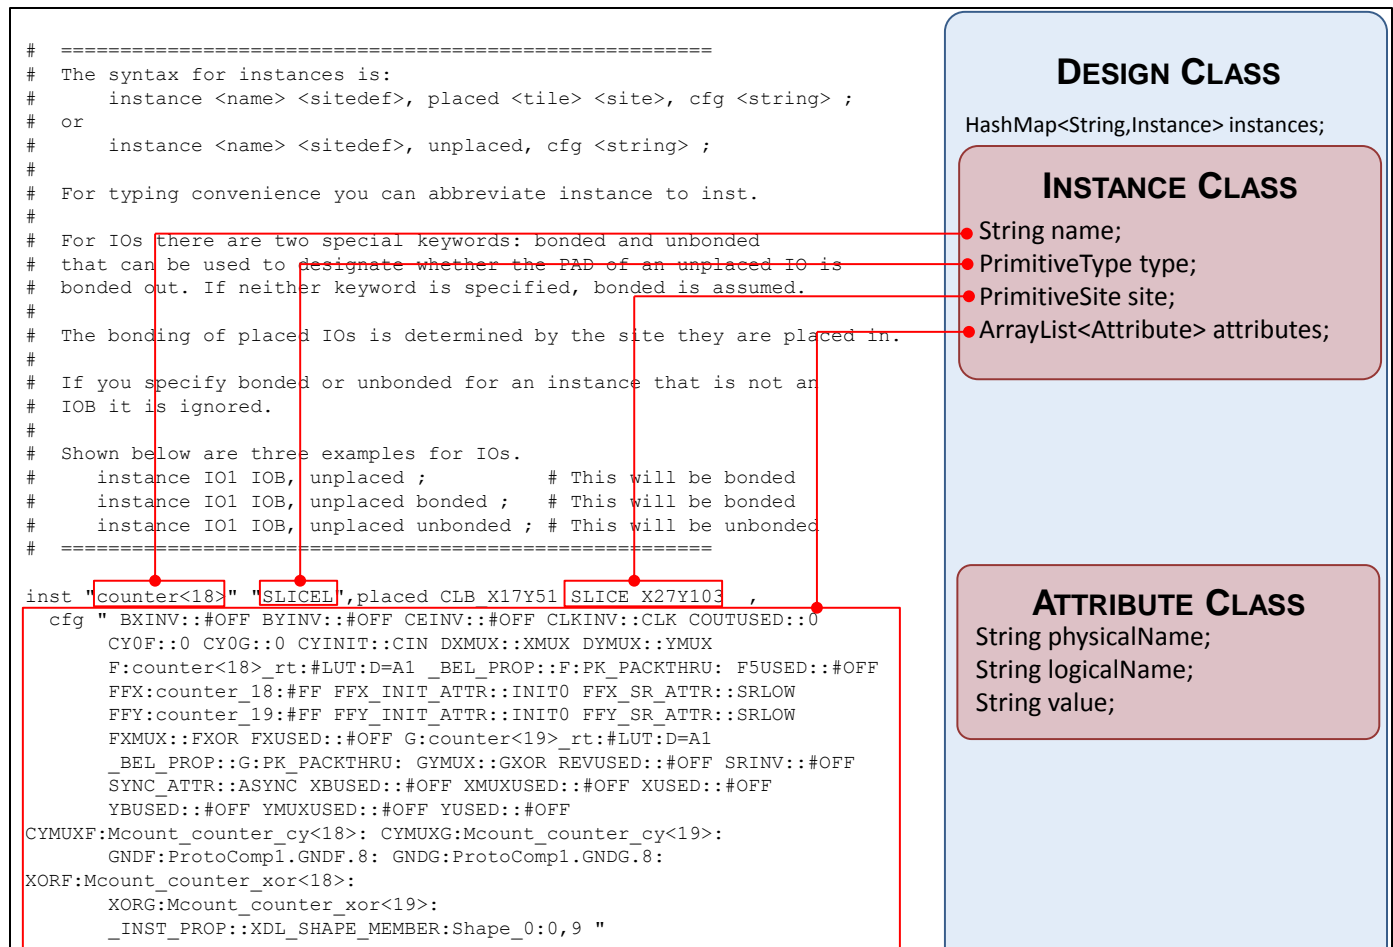 # =======================================================
# The syntax for instances is:
# instance <name> <sitedef>, placed <tile> <site>, cfg <string> ;
# or
# instance <name> <sitedef>, unplaced, cfg <string> ;
#
# For typing convenience you can abbreviate instance to inst.
#
# For IOs there are two special keywords: bonded and unbonded
# that can be used to designate whether the PAD of an unplaced IO is
# bonded out. If neither keyword is specified, bonded is assumed.
#
# The bonding of placed IOs is determined by the site they are placed in.
#
# If you specify bonded or unbonded for an instance that is not an
# IOB it is ignored.
#
# Shown below are three examples for IOs.
# instance IO1 IOB, unplaced ; # This will be bonded
# instance IO1 IOB, unplaced bonded ; # This will be bonded
# instance IO1 IOB, unplaced unbonded ; # This will be unbonded
# =======================================================
inst "counter<18>" "SLICEL",placed CLB_X17Y51 SLICE_X27Y103 ,
cfg " BXINV::#OFF BYINV::#OFF CEINV::#OFF CLKINV::CLK COUTUSED::0
CY0F::0 CY0G::0 CYINIT::CIN DXMUX::XMUX DYMUX::YMUX
F:counter<18>_rt:#LUT:D=A1 _BEL_PROP::F:PK_PACKTHRU: F5USED::#OFF
FFX:counter_18:#FF FFX_INIT_ATTR::INIT0 FFX_SR_ATTR::SRLOW
FFY:counter_19:#FF FFY_INIT_ATTR::INIT0 FFY_SR_ATTR::SRLOW
FXMUX::FXOR FXUSED::#OFF G:counter<19>_rt:#LUT:D=A1
_BEL_PROP::G:PK_PACKTHRU: GYMUX::GXOR REVUSED::#OFF SRINV::#OFF
SYNC_ATTR::ASYNC XBUSED::#OFF XMUXUSED::#OFF XUSED::#OFF
YBUSED::#OFF YMUXUSED::#OFF YUSED::#OFF
CYMUXF:Mcount_counter_cy<18>: CYMUXG:Mcount_counter_cy<19>:
GNDF:ProtoComp1.GNDF.8: GNDG:ProtoComp1.GNDG.8:
XORF:Mcount_counter_xor<18>:
XORG:Mcount_counter_xor<19>:
_INST_PROP::XDL_SHAPE_MEMBER:Shape_0:0,9 "
DESIGN CLASS
HashMap<String,Instance> instances;
INSTANCE CLASS
String name;
PrimitiveType type;
PrimitiveSite site;
ArrayList<Attribute> attributes;
ATTRIBUTE CLASS
String physicalName;
String logicalName;
String value;